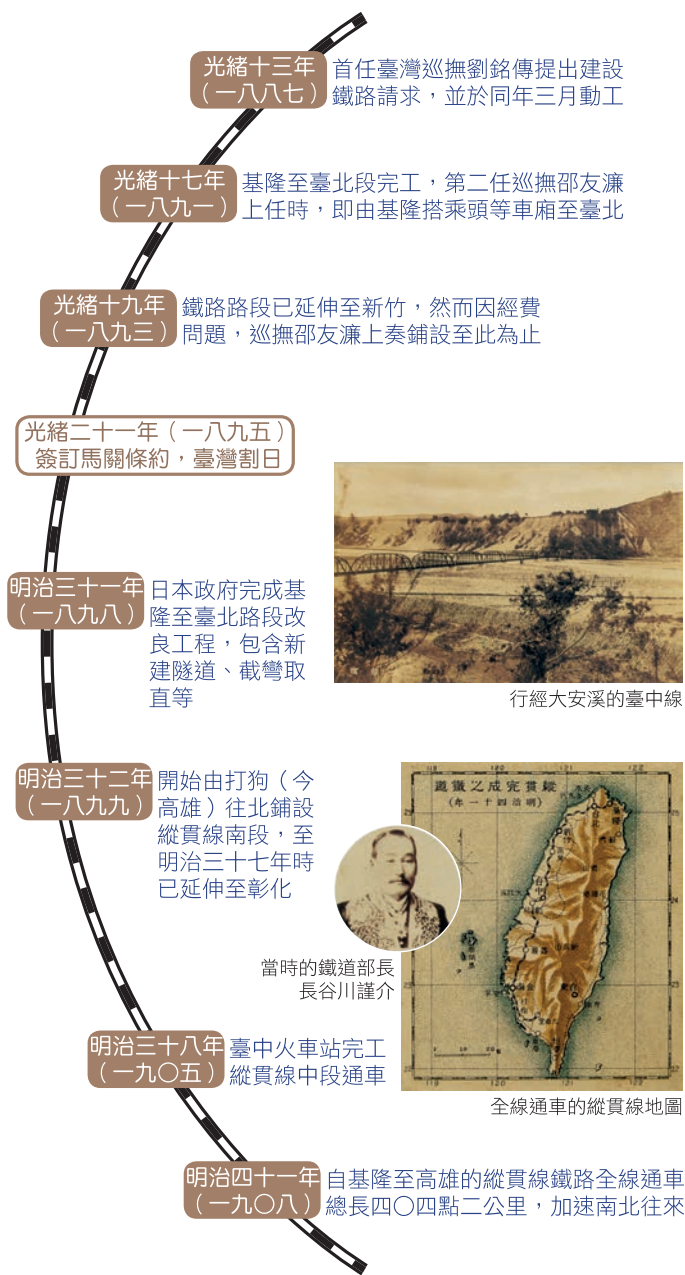 光緒十三年
（一八八七）
首任臺灣巡撫劉銘傳提出建設
鐵路請求，並於同年三月動工
光緒十七年
（一八九一）
基隆至臺北段完工，第二任巡撫邵友濂
上任時，即由基隆搭乘頭等車廂至臺北
光緒十九年
（一八九三）
鐵路路段已延伸至新竹，然而因經費
問題，巡撫邵友濂上奏鋪設至此為止
光緒二十一年（一八九五）
簽訂馬關條約，臺灣割日
明治三十一年
（一八九八）
日本政府完成基
隆至臺北路段改
良工程，包含新
建隧道、截彎取
直等
行經大安溪的臺中線
明治三十二年
（一八九九）
開始由打狗（今
高雄）往北鋪設
縱貫線南段，至
明治三十七年時
已延伸至彰化
道鐵之成完貫縱
（年一十四治明）
118
120
121
122
119
120
121
122
當時的鐵道部長
長谷川謹介
全線通車的縱貫線地圖
明治三十八年
（一九〇五）
臺中火車站完工
縱貫線中段通車
明治四十一年
（一九〇八）
自基隆至高雄的縱貫線鐵路全線通車
總長四〇四點二公里，加速南北往來